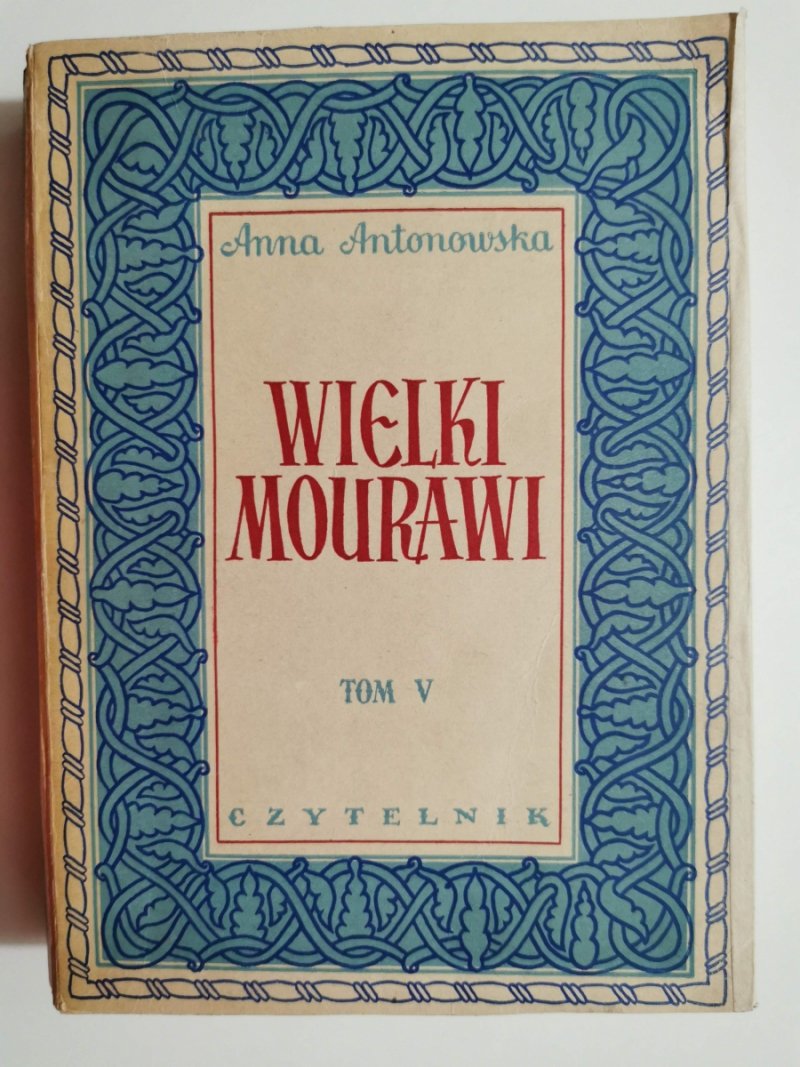 Anna Antonowska
WIELKI
MOURAWI
TOM V
CZYTELNIK